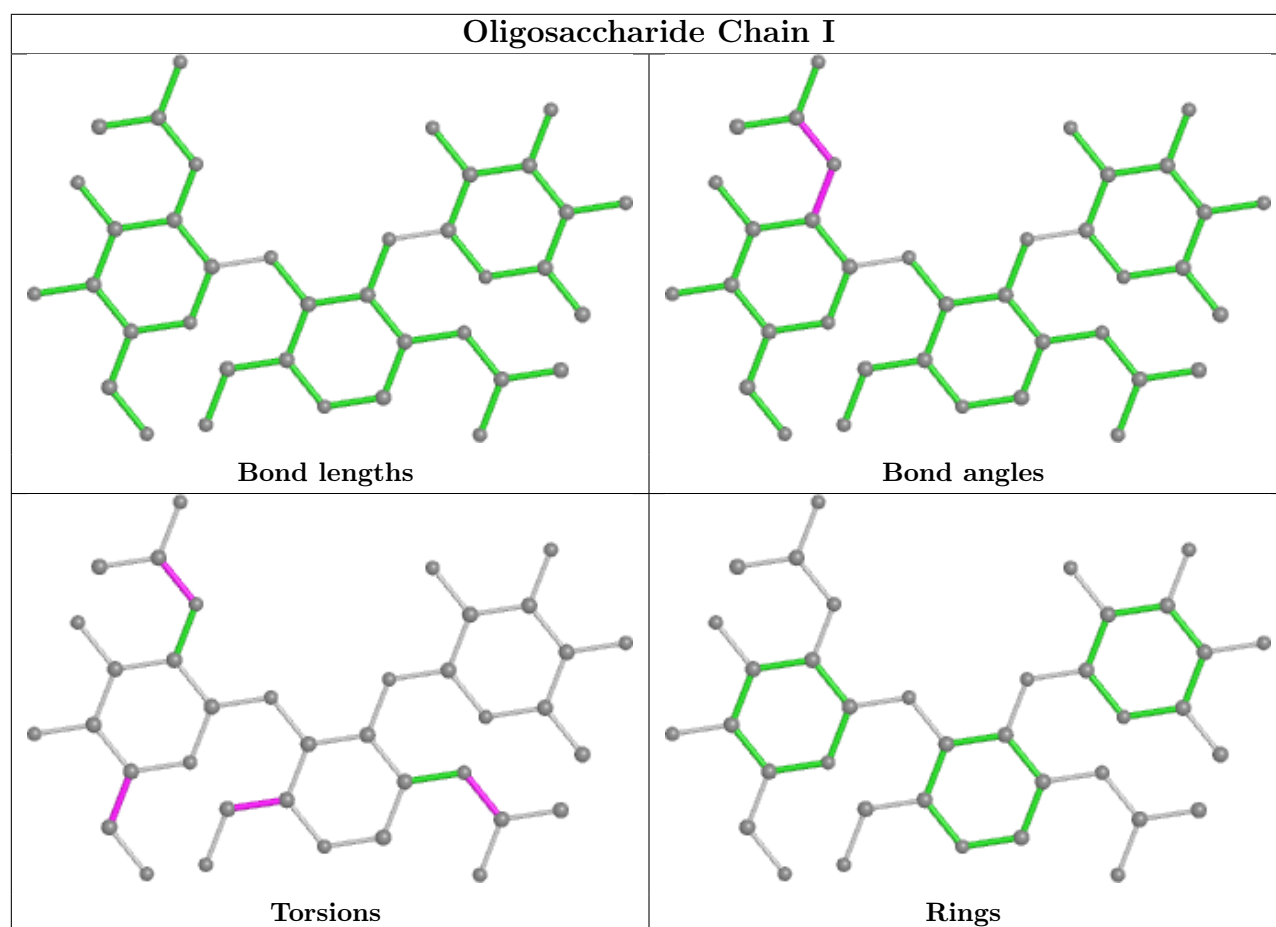 Oligosaccharide Chain I
Bond lengths
Bond angles
Torsions
Rings